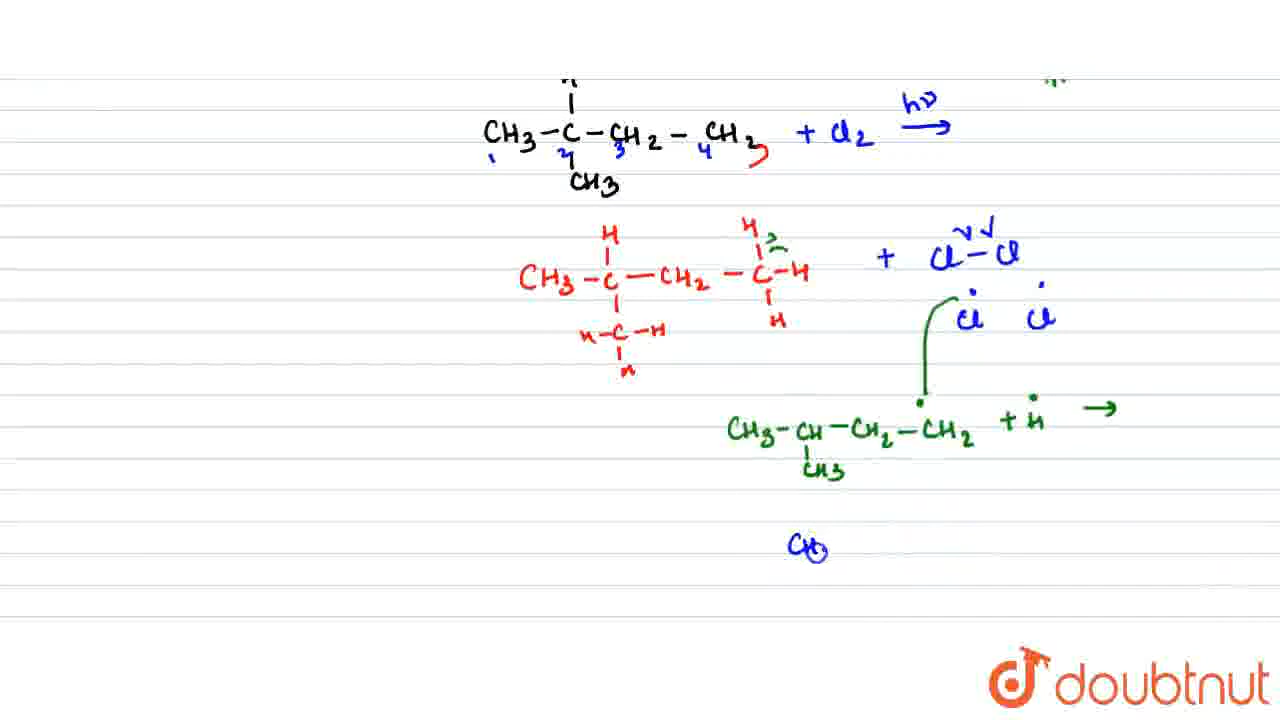 H
CH3-C-CH2-CH2 + Cl2 hν →
1 2 3 4
CH3
H H
CH3-C-CH2-C-H + Cl-Cl
H-C-H H Cl Cl
H
CH3-CH-CH2-CH2 + H →
CH3
CH
doubtnut